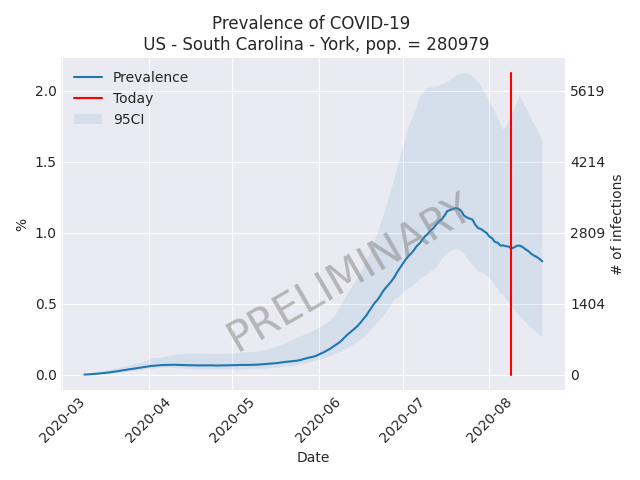 Prevalence of COVID-19
US - South Carolina - York, pop. = 280979
Prevalence
Today
95CI
PRELIMINARY
%
2.0
1.5
1.0
0.5
0.0
5619
4214
2809
1404
0
# of infections
2020-03
2020-04
2020-05
2020-06
2020-07
2020-08
Date